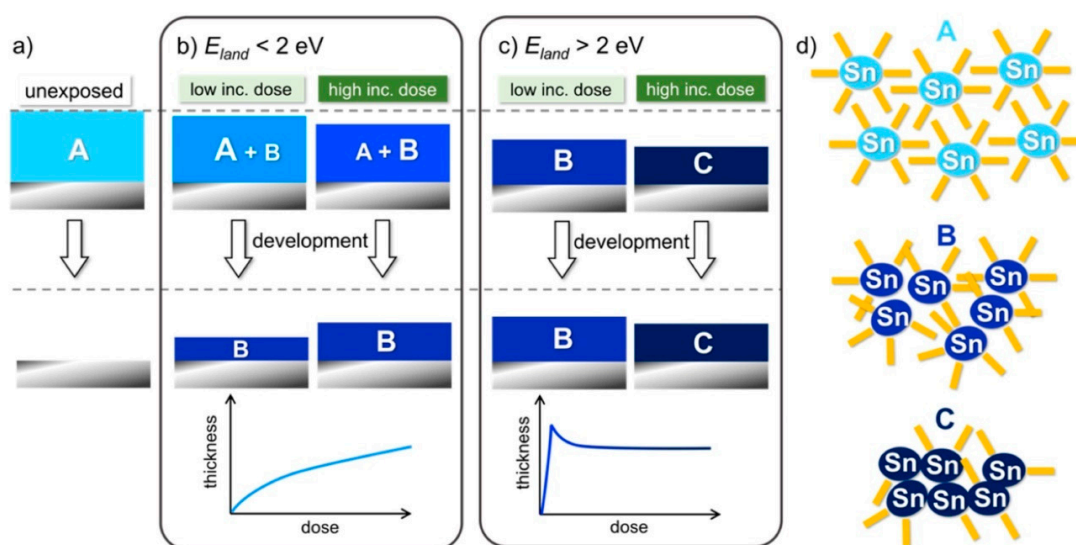 a)
unexposed
A
b) E_land < 2 eV
low inc. dose
high inc. dose
A + B
A + B
development
B
B
thickness
dose
c) E_land > 2 eV
low inc. dose
high inc. dose
B
C
development
B
C
thickness
dose
d)
A
Sn
Sn
Sn
Sn
Sn
Sn
B
Sn
Sn
Sn
Sn
Sn
Sn
C
Sn
Sn
Sn
Sn
Sn
Sn